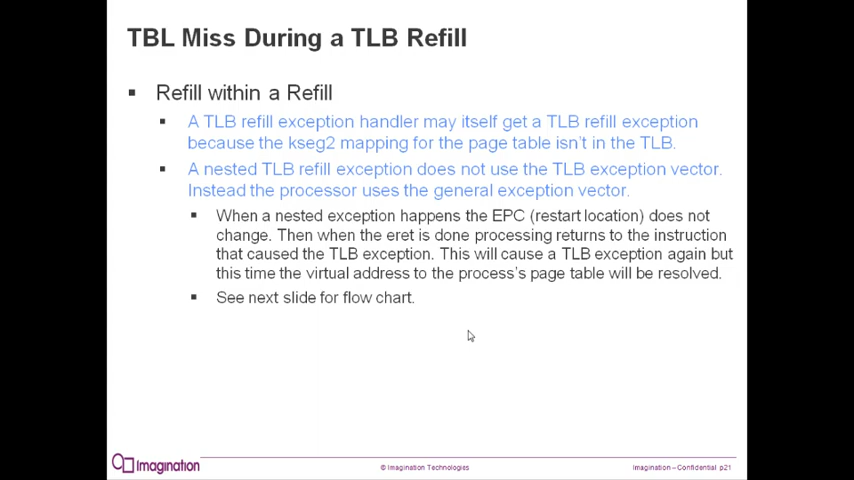 TBL Miss During a TLB Refill
Refill within a Refill
A TLB refill exception handler may itself get a TLB refill exception
because the kseg2 mapping for the page table isn't in the TLB.
A nested TLB refill exception does not use the TLB exception vector.
Instead the processor uses the general exception vector.
When a nested exception happens the EPC (restart location) does not
change. Then when the eret is done processing returns to the instruction
that caused the TLB exception. This will cause a TLB exception again but
this time the virtual address to the process's page table will be resolved.
See next slide for flow chart.
Imagination
© Imagination Technologies
Imagination – Confidential p21